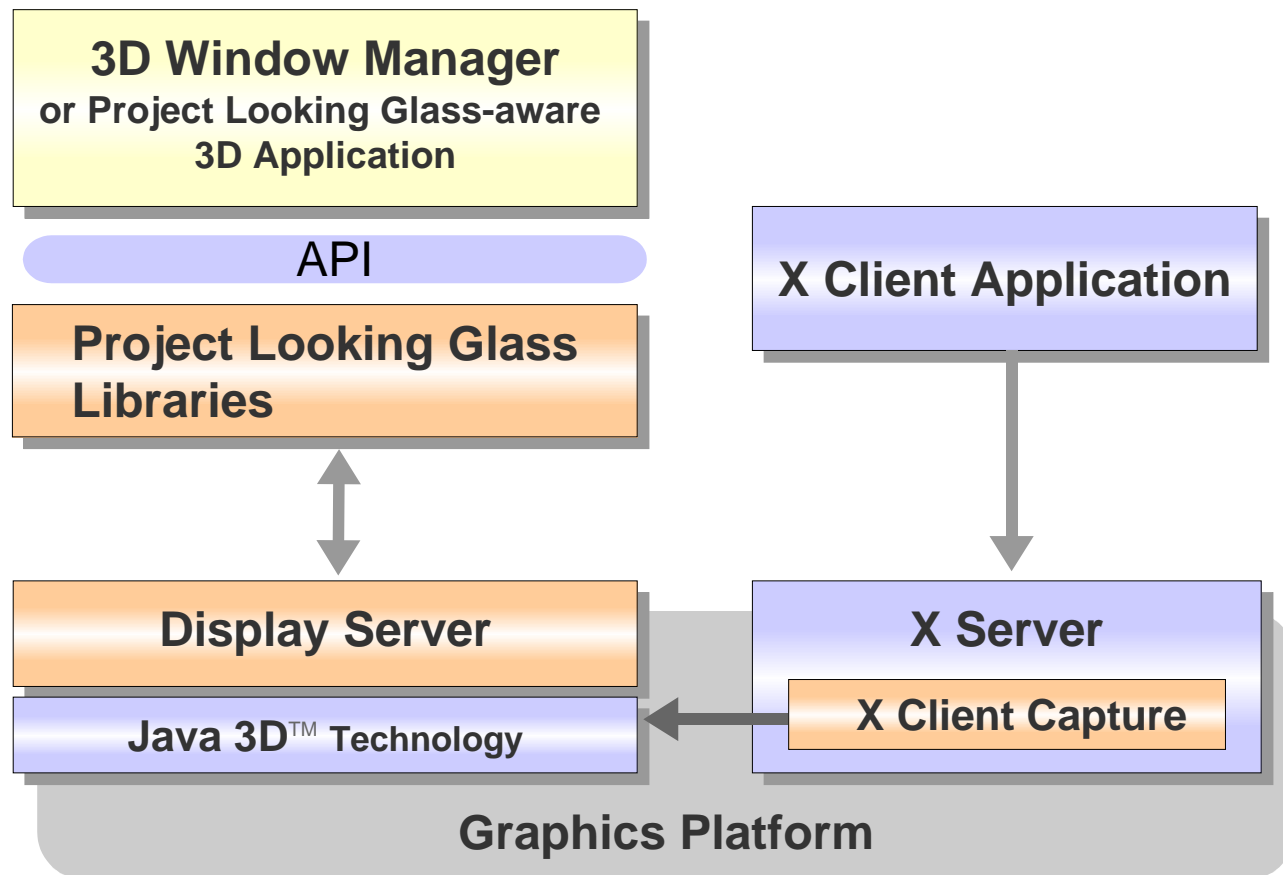 3D Window Manager
or Project Looking Glass-aware
3D Application
API
Project Looking Glass
Libraries
X Client Application
Display Server
Java 3D™ Technology
X Server
X Client Capture
Graphics Platform